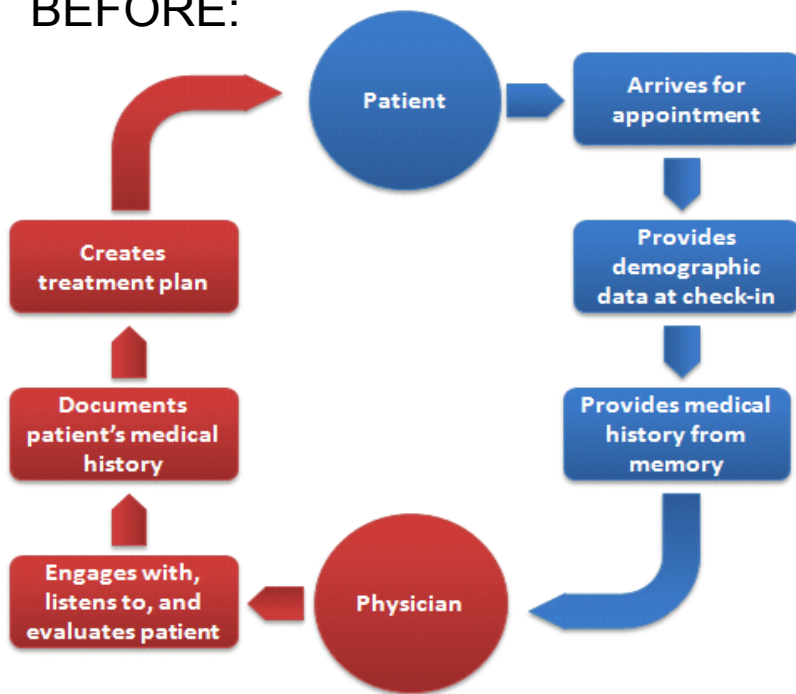 BEFORE:
Patient
Arrives for
appointment
Provides
demographic
data at check-in
Provides medical
history from
memory
Physician
Engages with,
listens to, and
evaluates patient
Documents
patient’s medical
history
Creates
treatment plan